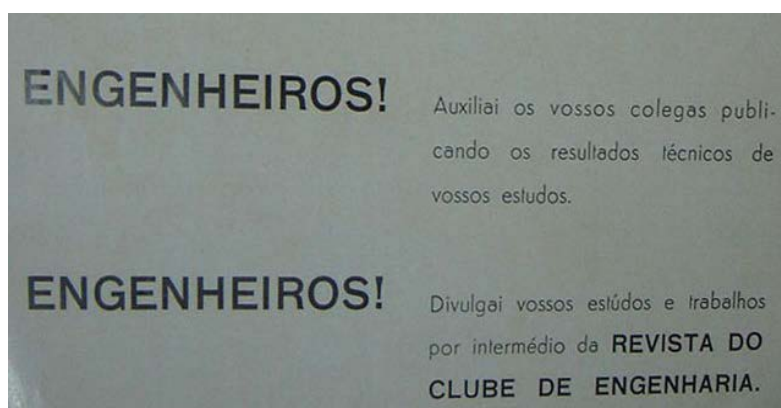 ENGENHEIROS!
Auxiliai os vossos colegas publi-
cando os resultados técnicos de
vossos estudos.
ENGENHEIROS!
Divulgai vossos estúdos e trabalhos
por intermédio da REVISTA DO
CLUBE DE ENGENHARIA.